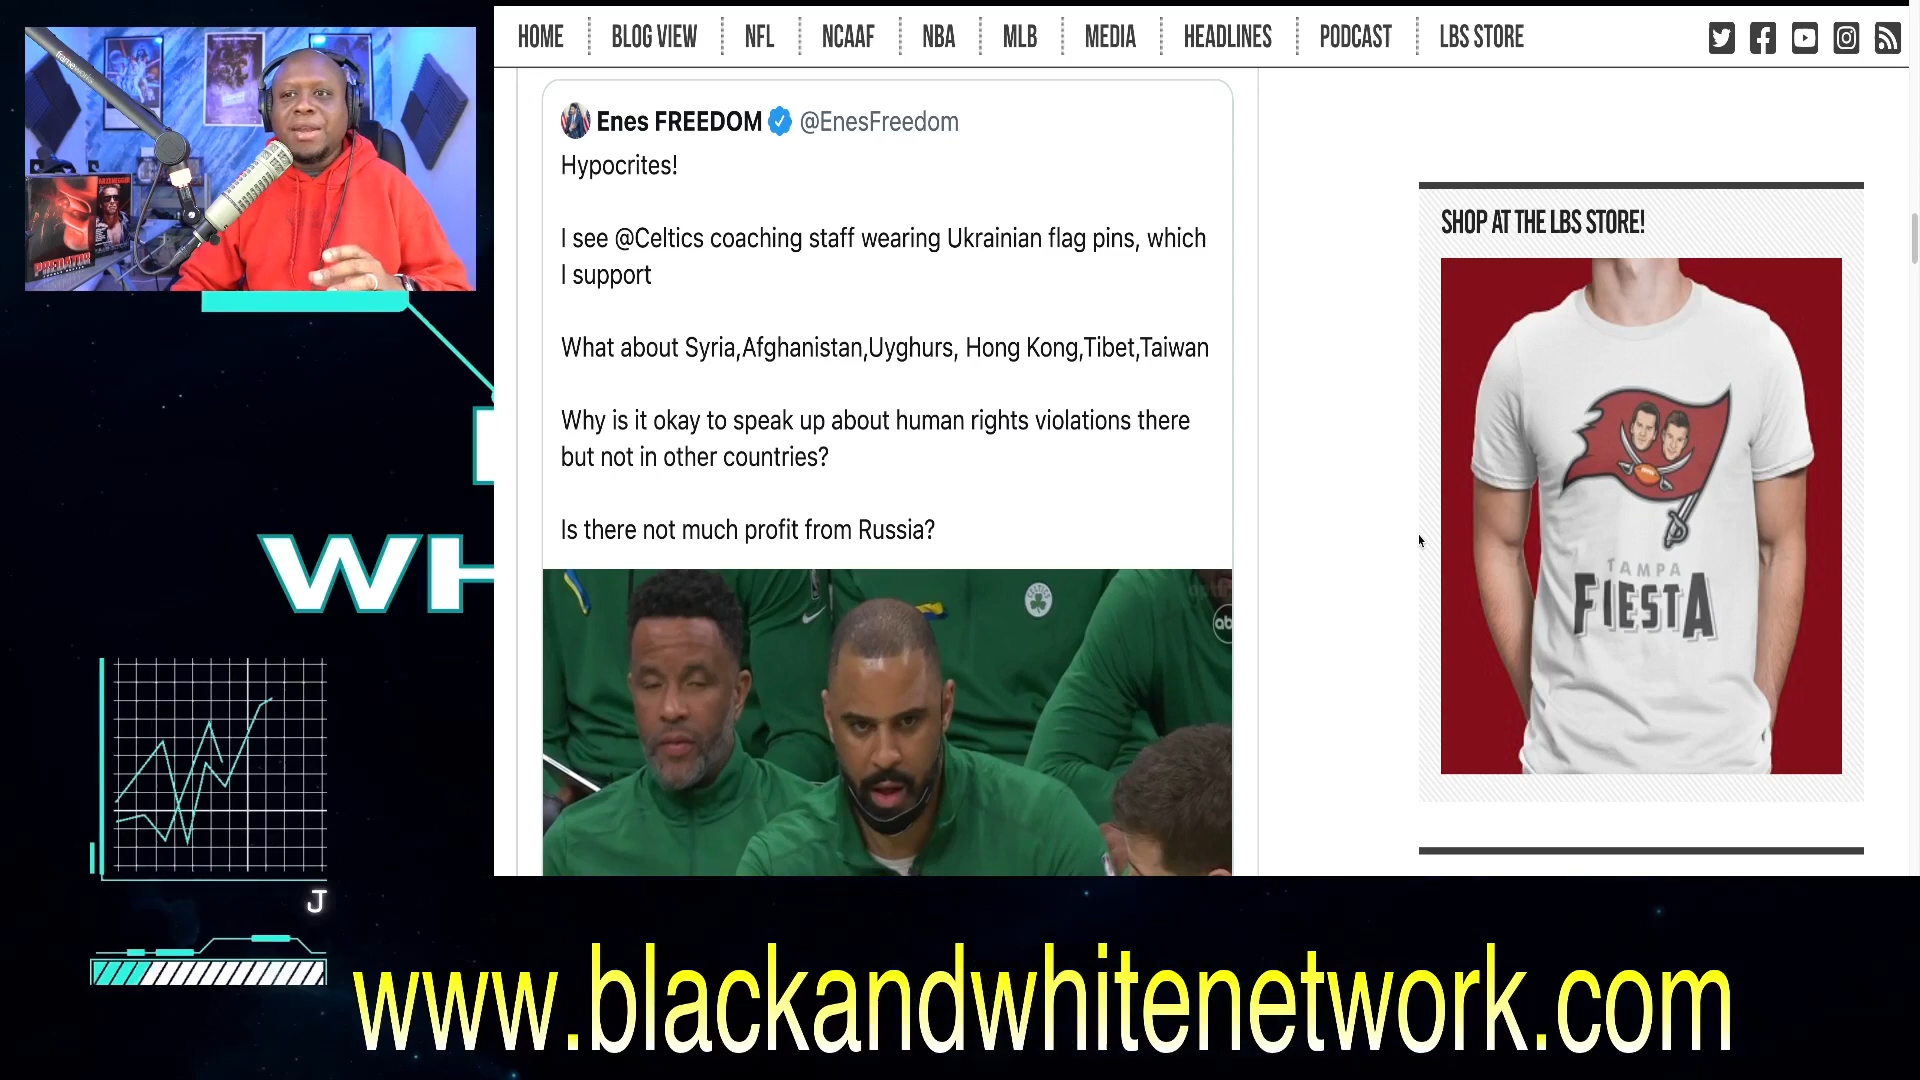 HOME
BLOG VIEW
NFL
NCAAF
NBA
MLB
MEDIA
HEADLINES
PODCAST
LBS STORE
Enes FREEDOM @EnesFreedom
Hypocrites!
I see @Celtics coaching staff wearing Ukrainian flag pins, which
I support
What about Syria,Afghanistan,Uyghurs, Hong Kong,Tibet,Taiwan
Why is it okay to speak up about human rights violations there
but not in other countries?
Is there not much profit from Russia?
SHOP AT THE LBS STORE!
TAMPA
FIESTA
PREDATOR
WH
J
www.blackandwhitenetwork.com